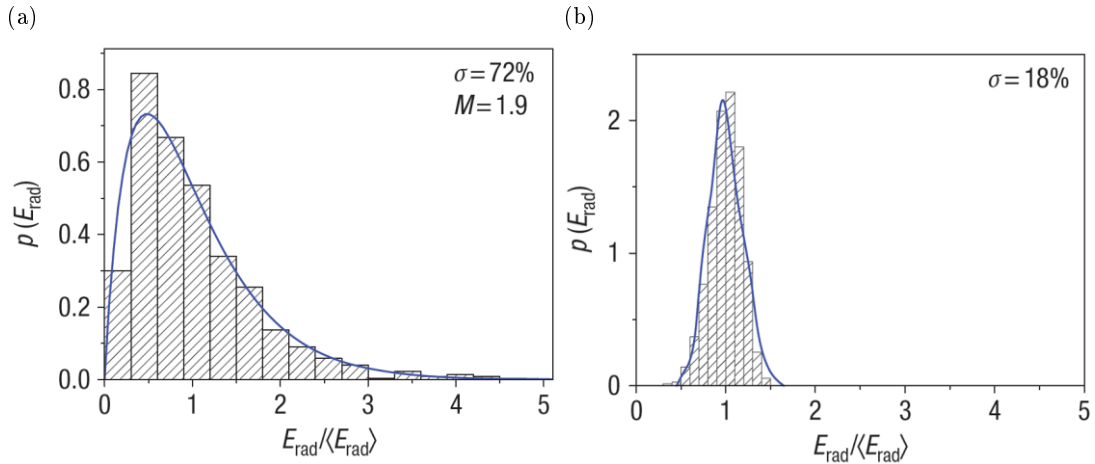 (a)
σ=72%
M=1.9
0.8
0.6
0.4
0.2
0.0
p (E_rad)
0 1 2 3 4 5
E_rad/⟨E_rad⟩
(b)
σ=18%
2
1
0
p (E_rad)
0 1 2 3 4 5
E_rad/⟨E_rad⟩